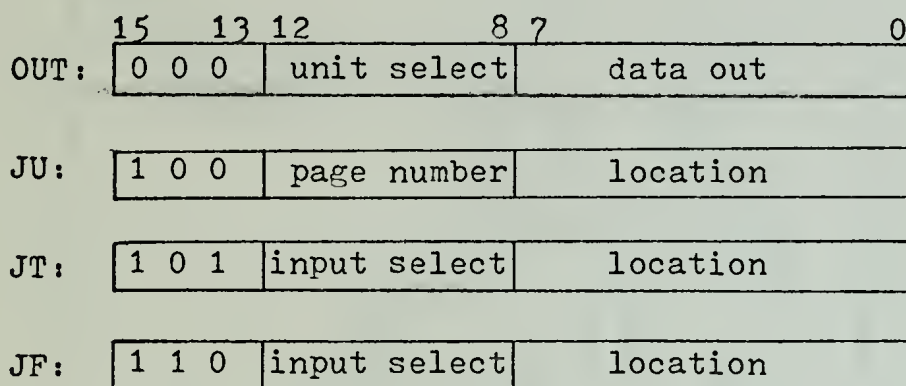 15 13 12 8 7 0
OUT: 0 0 0 unit select data out
JU: 1 0 0 page number location
JT: 1 0 1 input select location
JF: 1 1 0 input select location